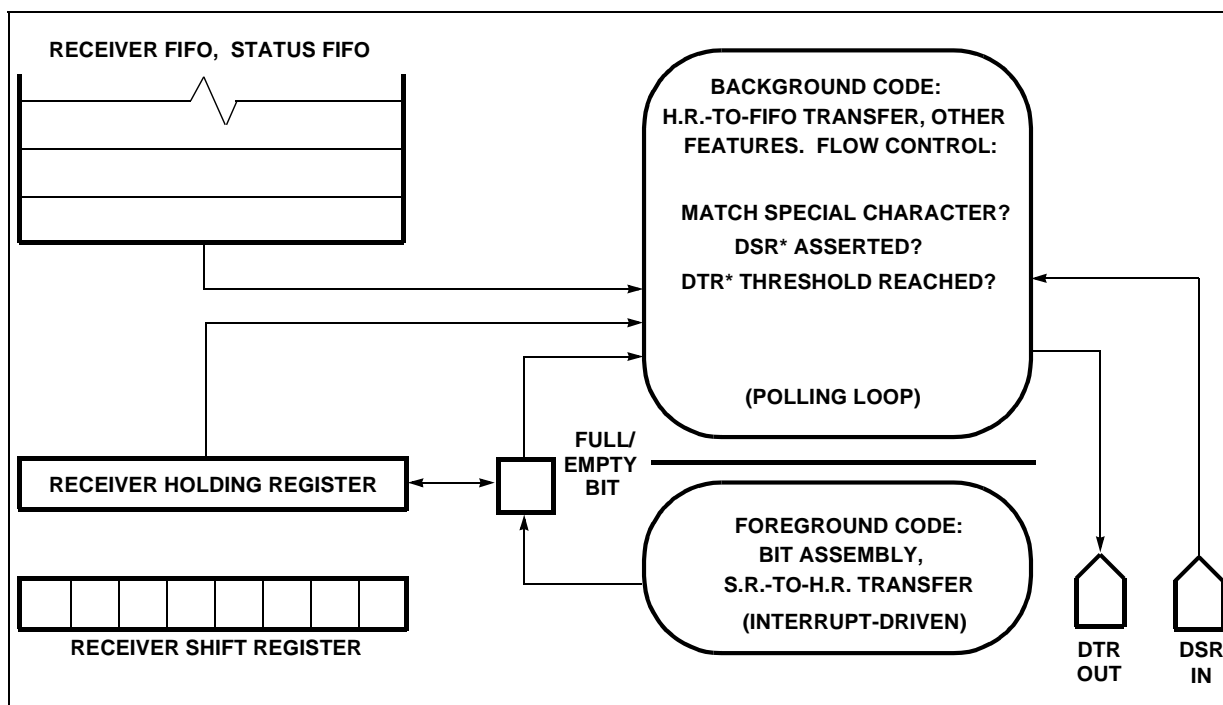 RECEIVER FIFO, STATUS FIFO
BACKGROUND CODE:
H.R.-TO-FIFO TRANSFER, OTHER
FEATURES. FLOW CONTROL:
MATCH SPECIAL CHARACTER?
DSR* ASSERTED?
DTR* THRESHOLD REACHED?
(POLLING LOOP)
FULL/
EMPTY
BIT
RECEIVER HOLDING REGISTER
FOREGROUND CODE:
BIT ASSEMBLY,
S.R.-TO-H.R. TRANSFER
(INTERRUPT-DRIVEN)
RECEIVER SHIFT REGISTER
DTR
OUT
DSR
IN